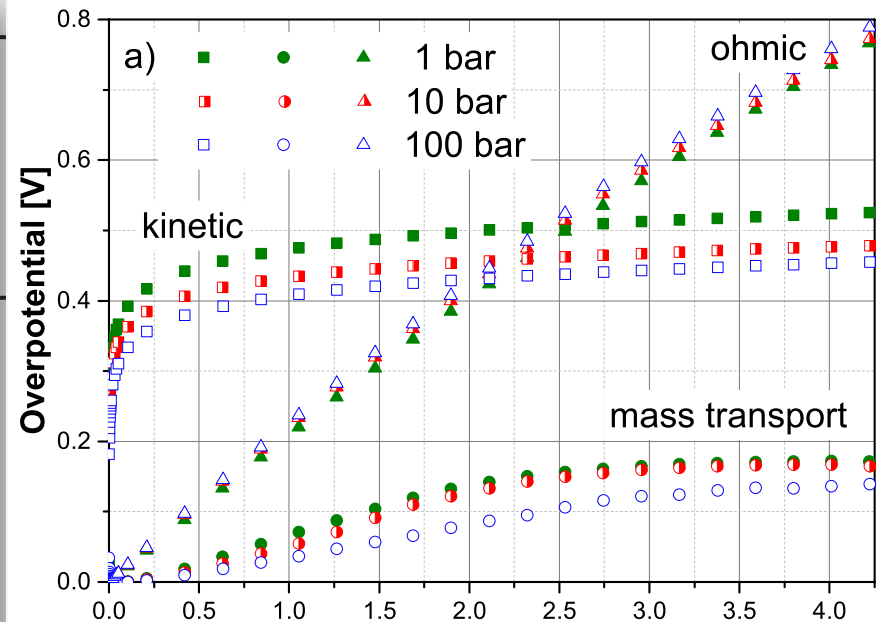 0.8
a)
1 bar
ohmic
10 bar
100 bar
0.6
kinetic
Overpotential [V]
0.4
mass transport
0.2
0.0
0.0 0.5 1.0 1.5 2.0 2.5 3.0 3.5 4.0